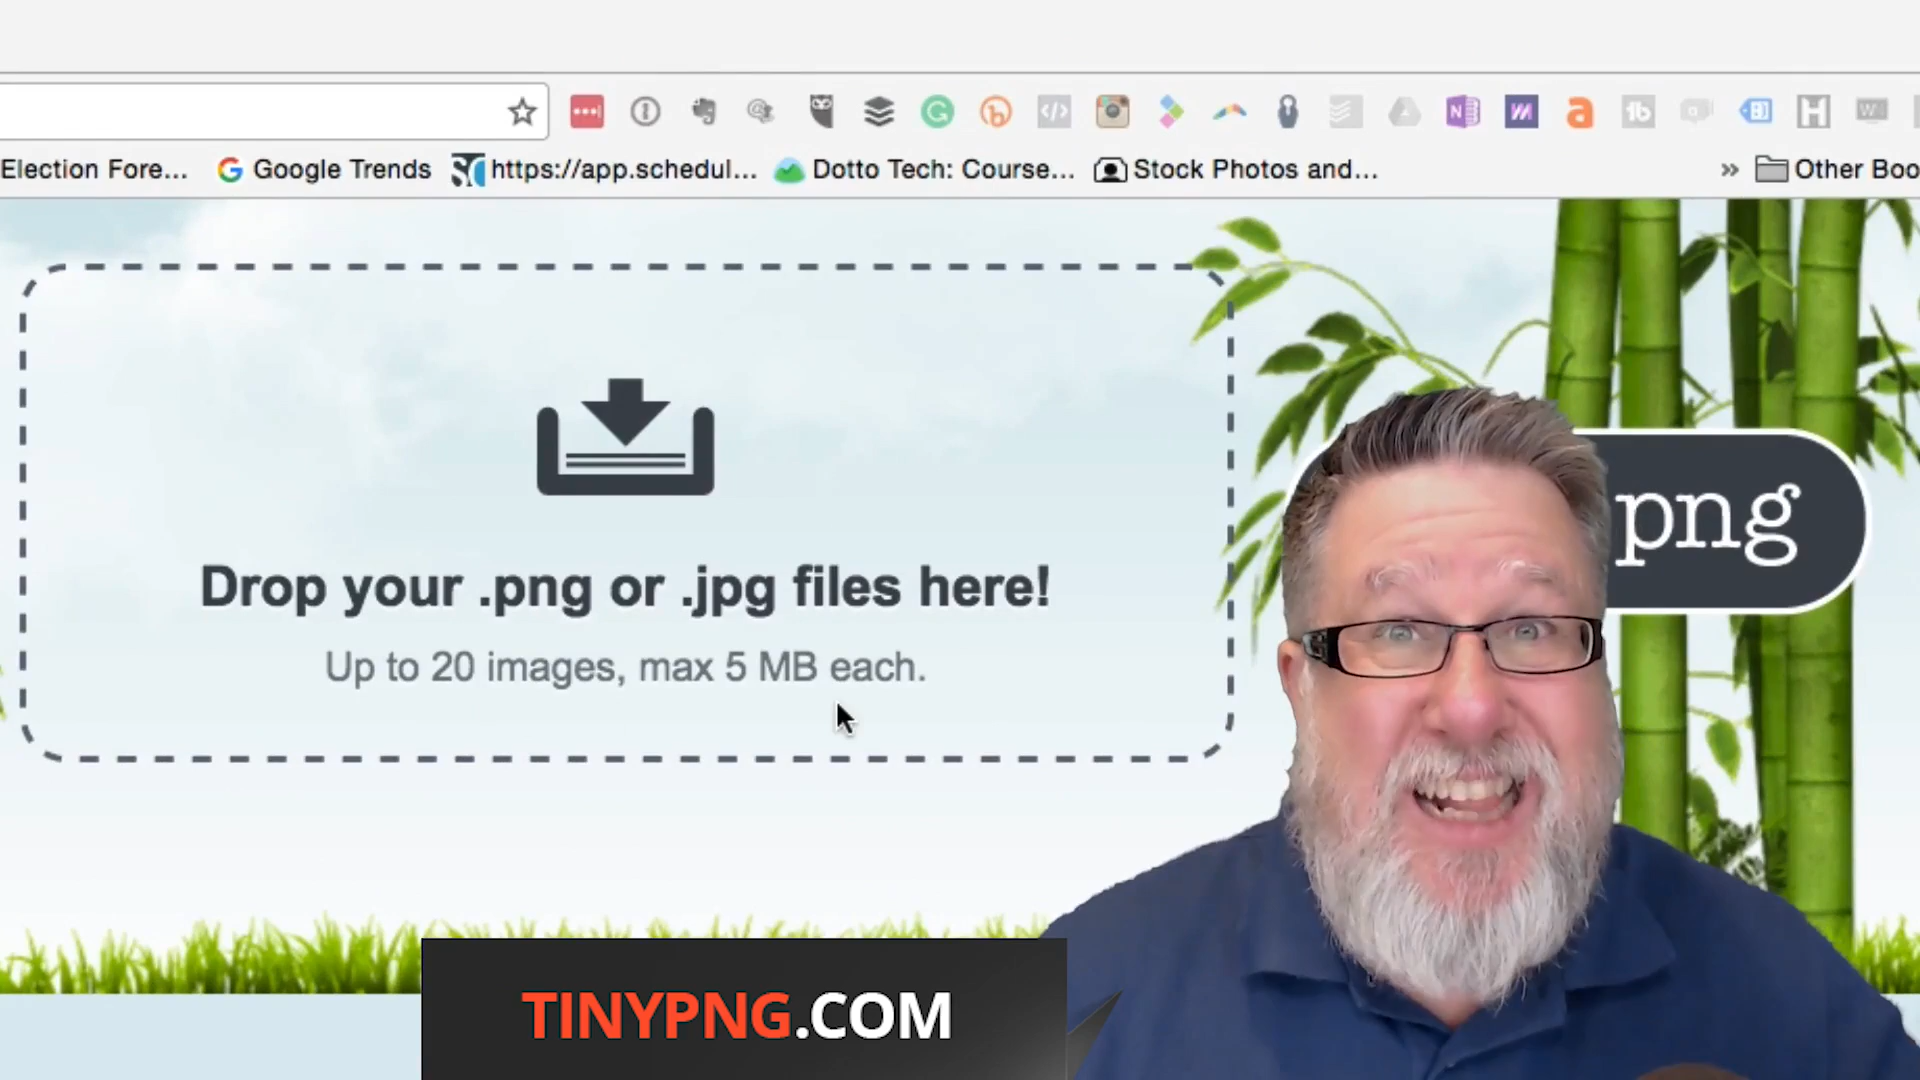 Election Fore...
Google Trends
https://app.schedul...
Dotto Tech: Course...
Stock Photos and...
»
Other Boo
Drop your .png or .jpg files here!
Up to 20 images, max 5 MB each.
png
TINYPNG.COM